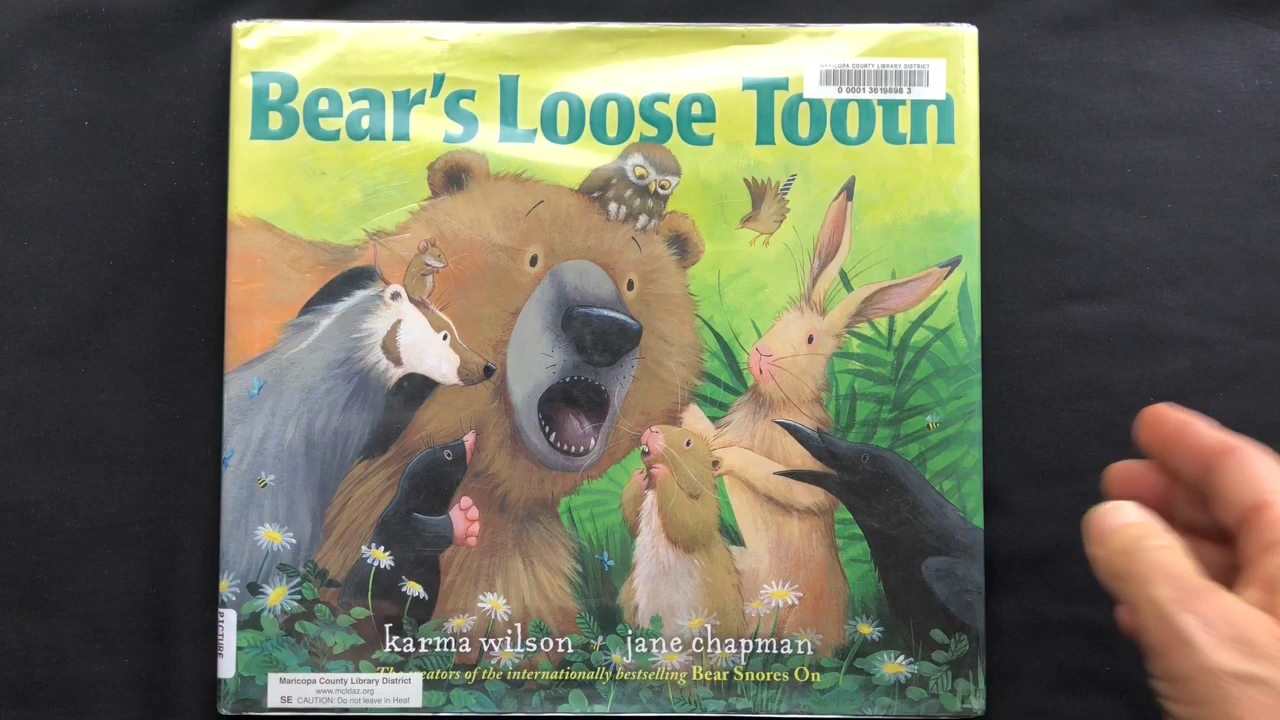 MARICOPA COUNTY LIBRARY DISTRICT
0 0001 3619898 3
Bear's Loose Tooth
karma wilson + jane chapman
The creators of the internationally bestselling Bear Snores On
PICTURE
Maricopa County Library District
www.mcldaz.org
SE CAUTION: Do not leave in Heat